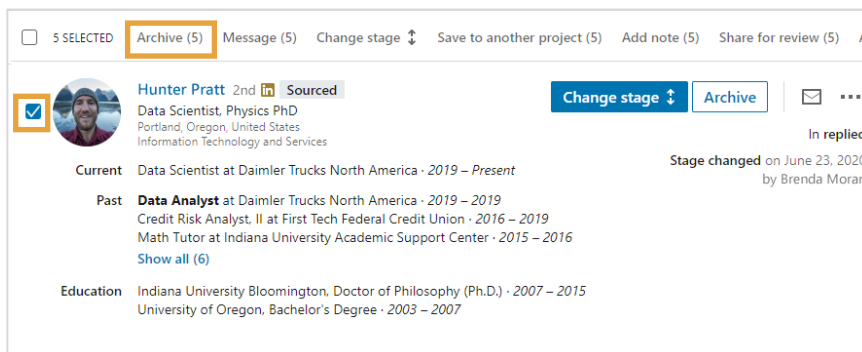 5 SELECTED Archive (5) Message (5) Change stage Save to another project (5) Add note (5) Share for review (5)
Hunter Pratt 2nd in Sourced
Change stage Archive
Data Scientist, Physics PhD
Portland, Oregon, United States
Information Technology and Services
In replied
Stage changed on June 23, 2020
by Brenda Moran
Current Data Scientist at Daimler Trucks North America · 2019 – Present
Past Data Analyst at Daimler Trucks North America · 2019 – 2019
Credit Risk Analyst, II at First Tech Federal Credit Union · 2016 – 2019
Math Tutor at Indiana University Academic Support Center · 2015 – 2016
Show all (6)
Education Indiana University Bloomington, Doctor of Philosophy (Ph.D.) · 2007 – 2015
University of Oregon, Bachelor's Degree · 2003 – 2007